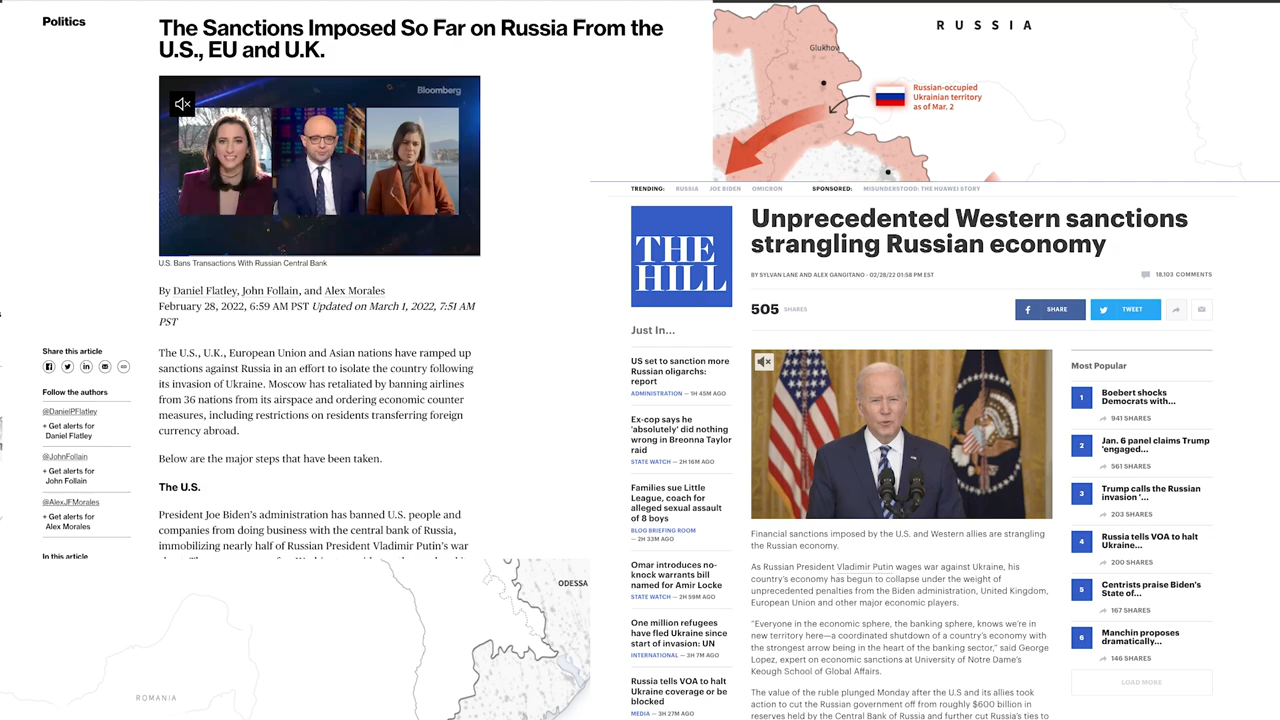 Politics
The Sanctions Imposed So Far on Russia From the
U.S., EU and U.K.
Bloomberg
U.S. Bans Transactions With Russian Central Bank
By Daniel Flatley, John Follain, and Alex Morales
February 28, 2022, 6:59 AM PST Updated on March 1, 2022, 7:51 AM
PST
Share this article
Follow the authors
@DanielPFlatley
+ Get alerts for
Daniel Flatley
@JohnFollain
+ Get alerts for
John Follain
@AlexJFMorales
+ Get alerts for
Alex Morales
In this article
The U.S., U.K., European Union and Asian nations have ramped up
sanctions against Russia in an effort to isolate the country following
its invasion of Ukraine. Moscow has retaliated by banning airlines
from 36 nations from its airspace and ordering economic counter
measures, including restrictions on residents transferring foreign
currency abroad.
Below are the major steps that have been taken.
The U.S.
President Joe Biden's administration has banned U.S. people and
companies from doing business with the central bank of Russia,
immobilizing nearly half of Russian President Vladimir Putin's war
ROMANIA
ODESSA
RUSSIA
Glukhov
Russian-occupied
Ukrainian territory
as of Mar. 2
TRENDING: RUSSIA JOE BIDEN OMICRON SPONSORED: MISUNDERSTOOD: THE HUAWEI STORY
THE
HILL
Unprecedented Western sanctions
strangling Russian economy
BY SYLVAN LANE AND ALEX GANGITANO - 02/28/22 01:58 PM EST
18,103 COMMENTS
505 SHARES
SHARE
TWEET
Just In...
US set to sanction more
Russian oligarchs:
report
ADMINISTRATION — 1H 45M AGO
Ex-cop says he
'absolutely' did nothing
wrong in Breonna Taylor
raid
STATE WATCH — 2H 16M AGO
Families sue Little
League, coach for
alleged sexual assault
of 8 boys
BLOG BRIEFING ROOM
— 2H 33M AGO
Omar introduces no-
knock warrants bill
named for Amir Locke
STATE WATCH — 2H 59M AGO
One million refugees
have fled Ukraine since
start of invasion: UN
INTERNATIONAL — 3H 7M AGO
Russia tells VOA to halt
Ukraine coverage or be
blocked
MEDIA — 3H 27M AGO
Financial sanctions imposed by the U.S. and Western allies are strangling
the Russian economy.
As Russian President Vladimir Putin wages war against Ukraine, his
country's economy has begun to collapse under the weight of
unprecedented penalties from the Biden administration, United Kingdom,
European Union and other major economic players.
"Everyone in the economic sphere, the banking sphere, knows we're in
new territory here—a coordinated shutdown of a country's economy with
the strongest arrow being in the heart of the banking sector," said George
Lopez, expert on economic sanctions at University of Notre Dame's
Keough School of Global Affairs.
The value of the ruble plunged Monday after the U.S and its allies took
action to cut the Russian government off from roughly $600 billion in
reserves held by the Central Bank of Russia and further cut Russia's ties to
Most Popular
1
Boebert shocks
Democrats with...
941 SHARES
2
Jan. 6 panel claims Trump
'engaged...
561 SHARES
3
Trump calls the Russian
invasion '...
203 SHARES
4
Russia tells VOA to halt
Ukraine...
200 SHARES
5
Centrists praise Biden's
State of...
167 SHARES
6
Manchin proposes
dramatically...
146 SHARES
LOAD MORE